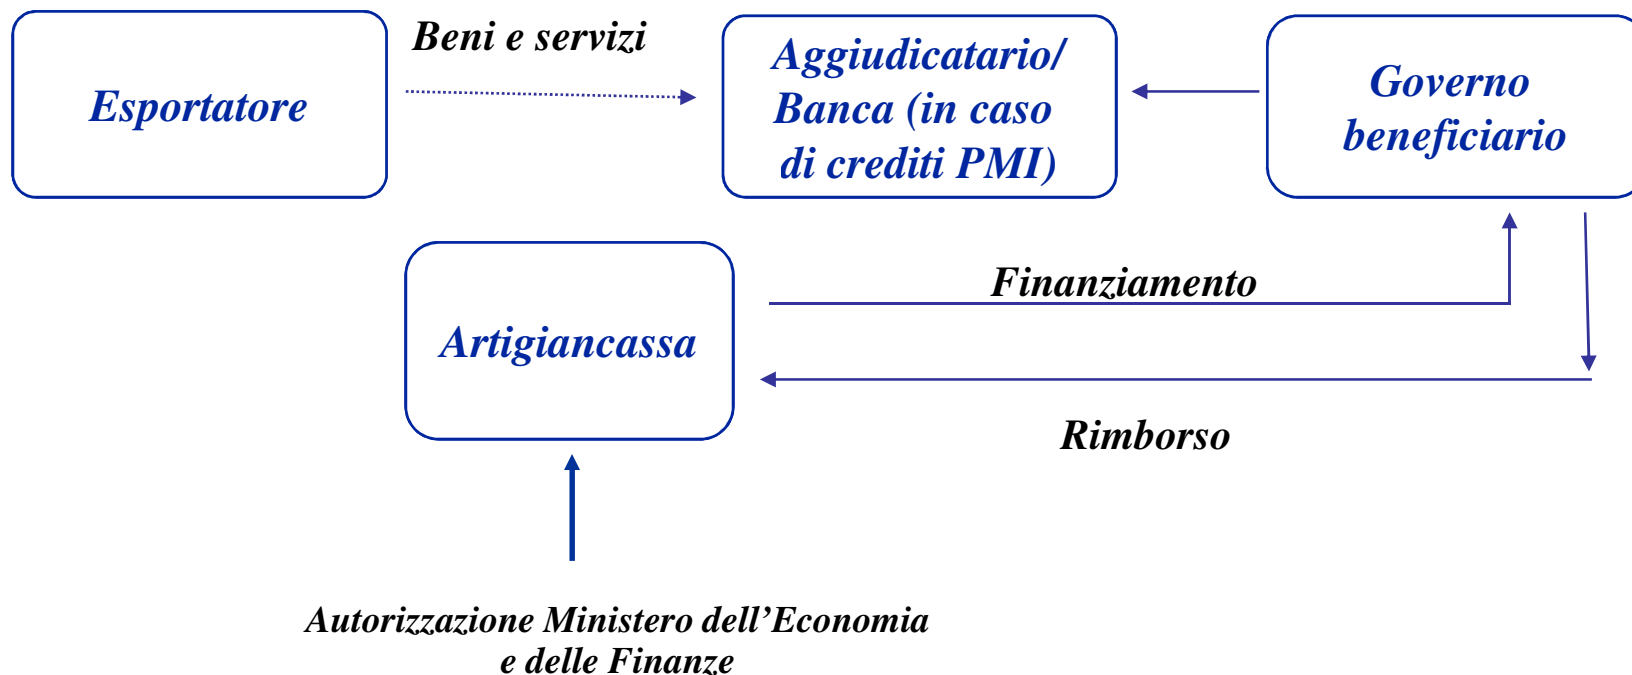 Esportatore
Beni e servizi
Aggiudicatario/
Banca (in caso
di crediti PMI)
Governo
beneficiario
Finanziamento
Artigiancassa
Rimborso
Autorizzazione Ministero dell’Economia
e delle Finanze